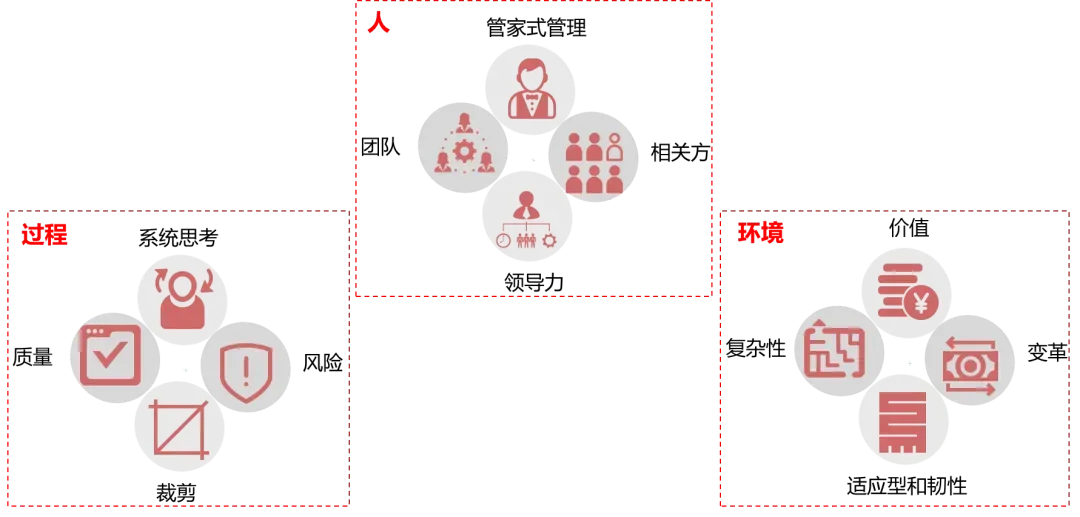 人
管家式管理
团队
相关方
领导力
过程
系统思考
质量
风险
裁剪
环境
价值
¥
复杂性
变革
适应型和韧性